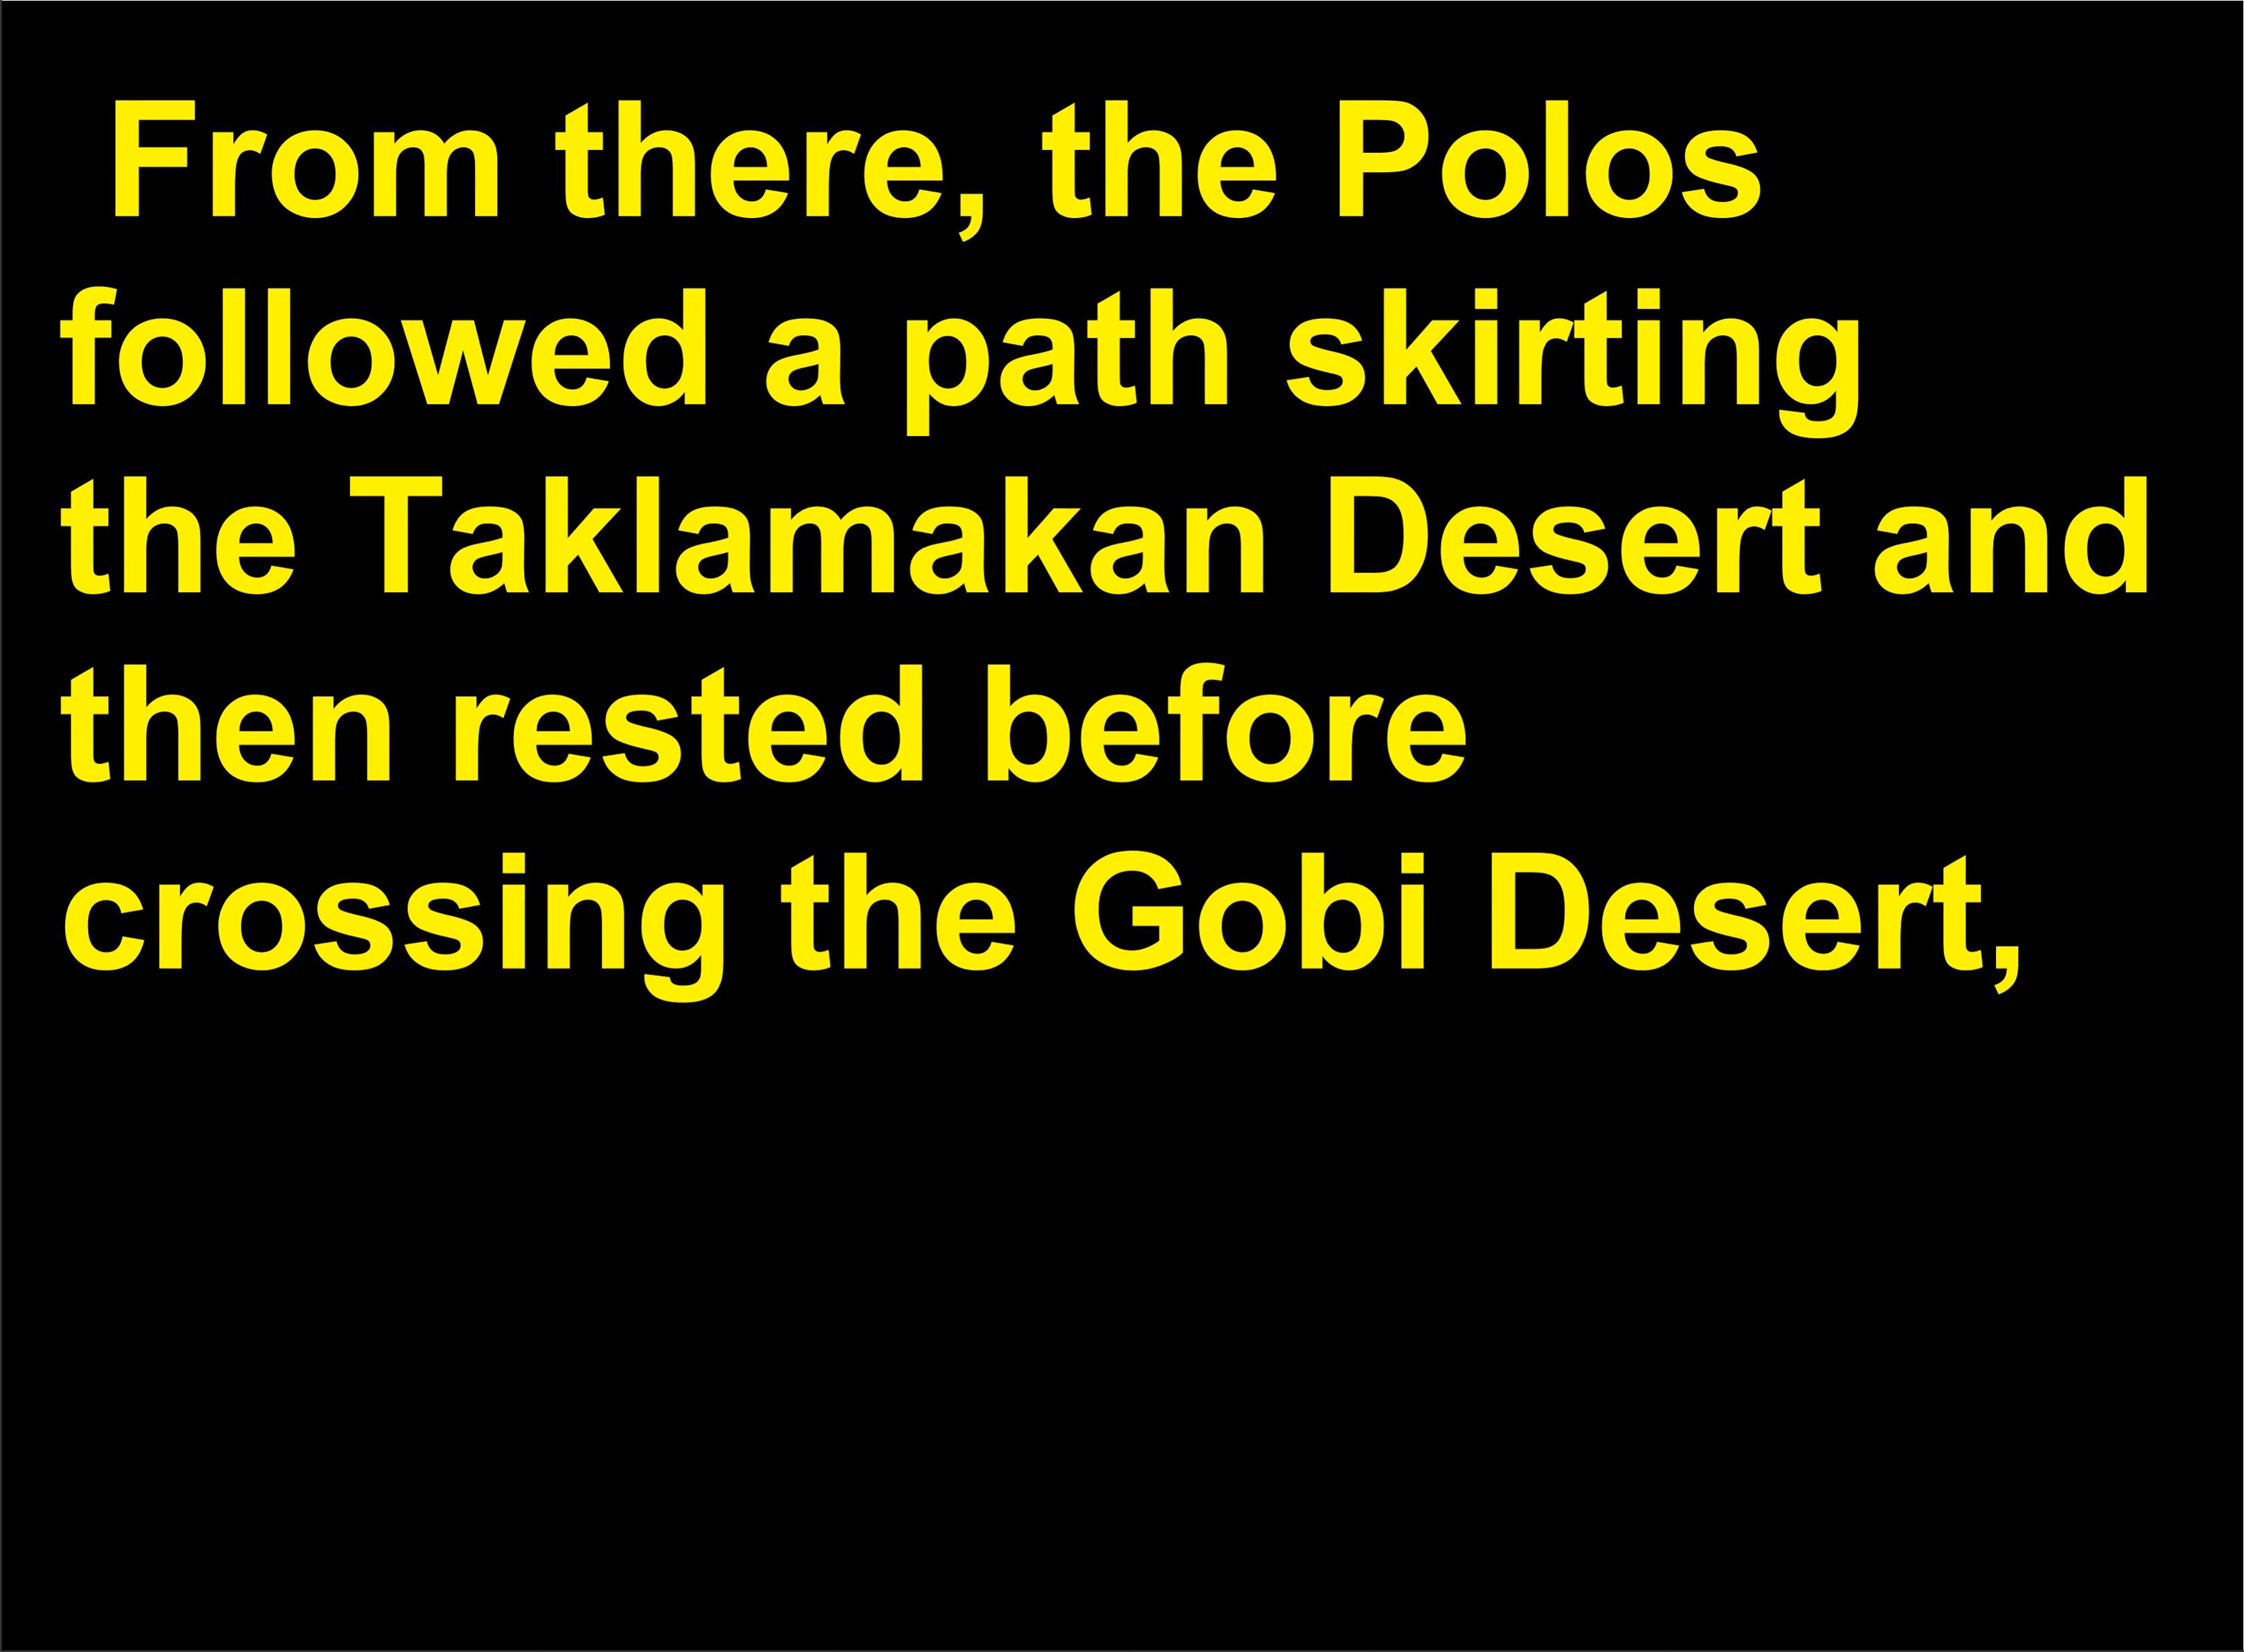 From there, the Polos
followed a path skirting
the Taklamakan Desert and
then rested before
crossing the Gobi Desert,